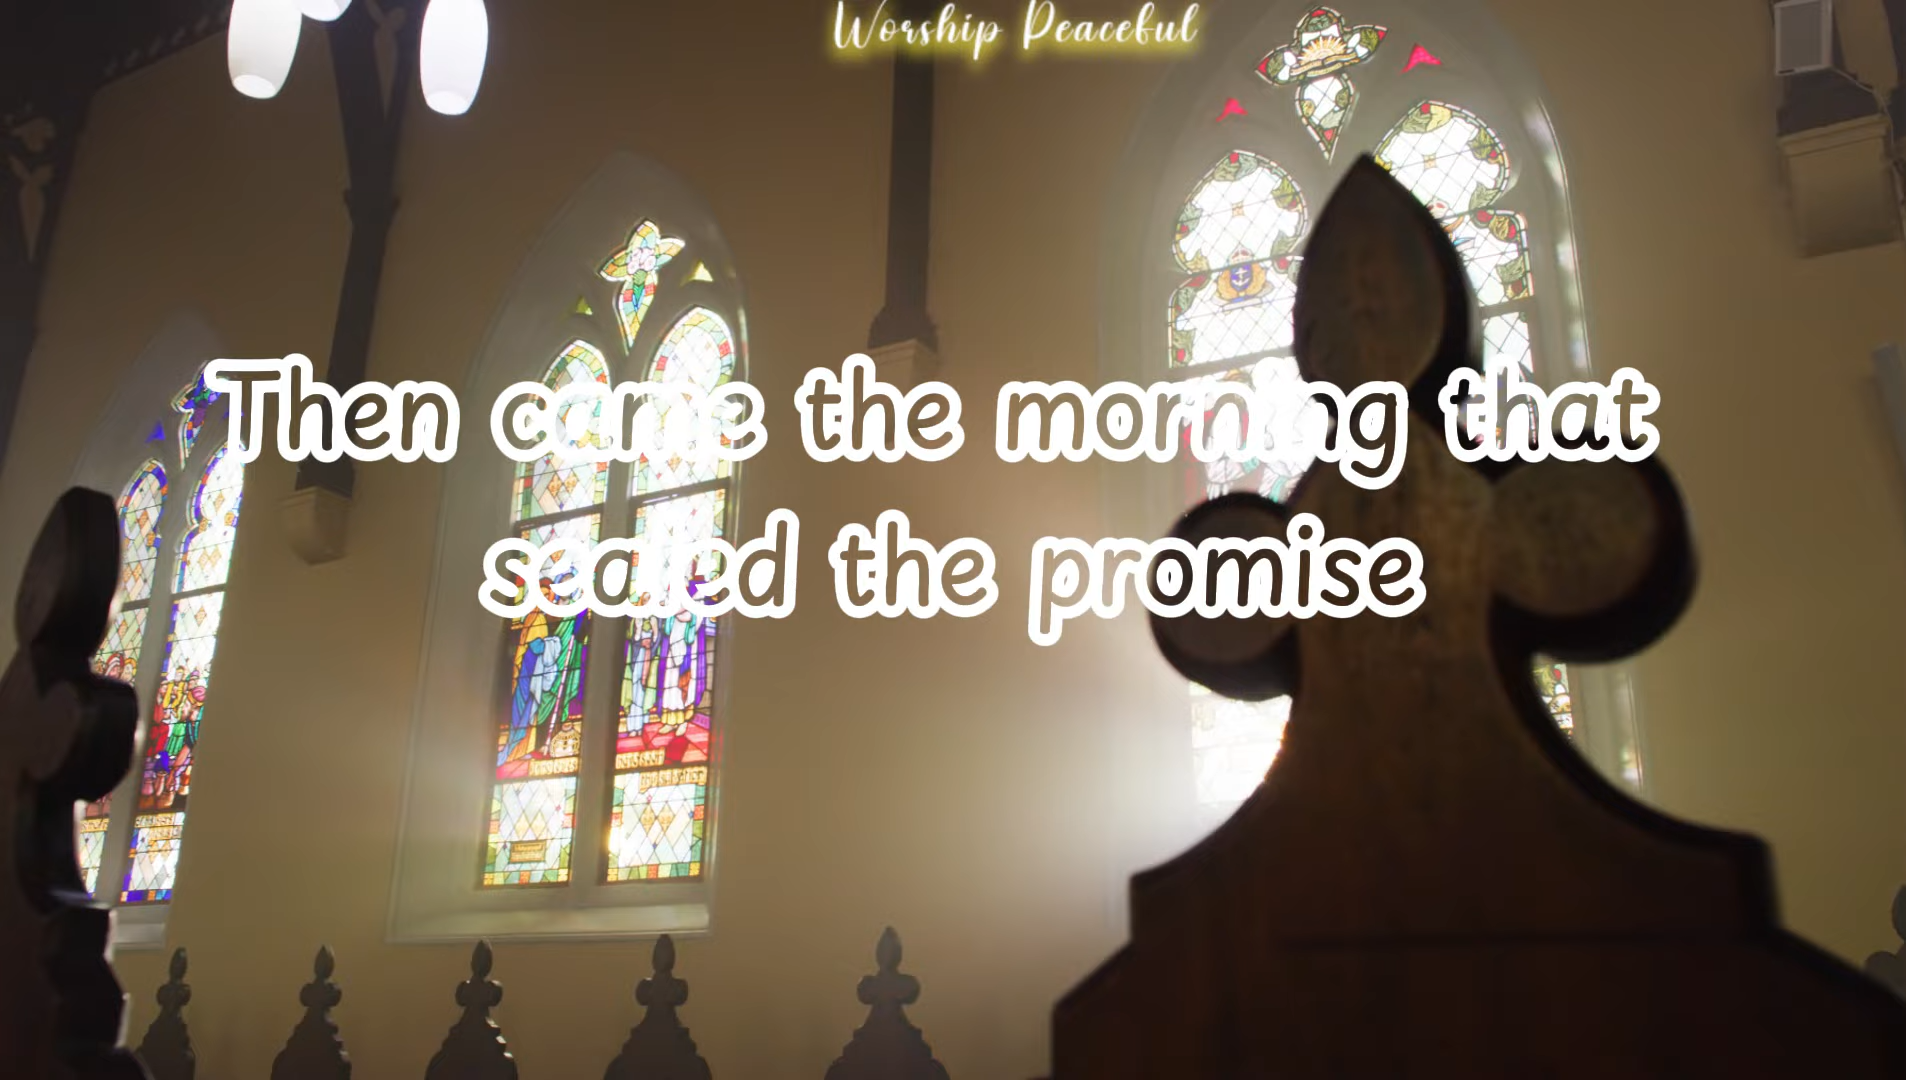 Worship Peaceful
Then came the morning that
sealed the promise